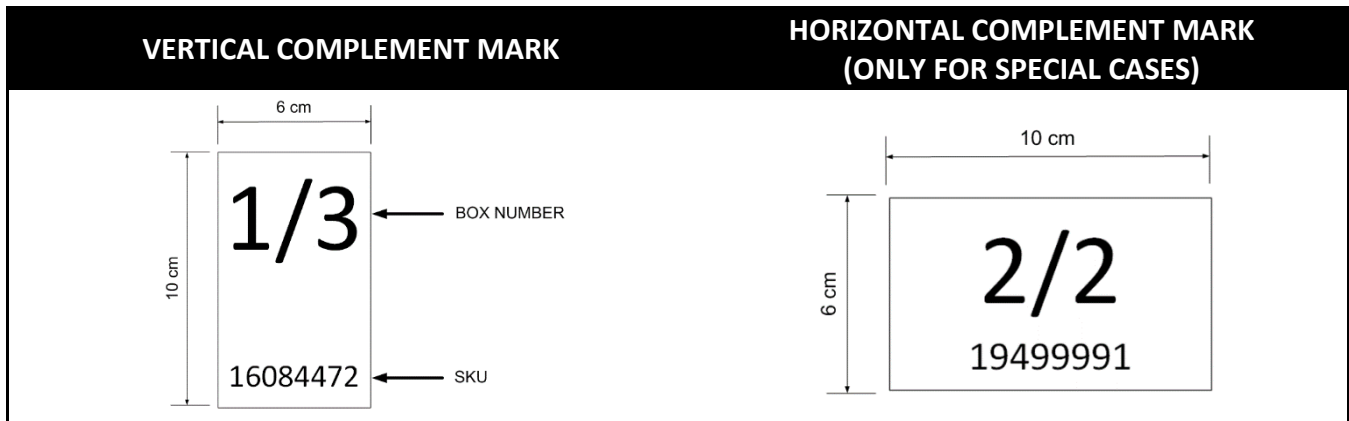 VERTICAL COMPLEMENT MARK
HORIZONTAL COMPLEMENT MARK
(ONLY FOR SPECIAL CASES)
6 cm
10 cm
1/3
BOX NUMBER
16084472
SKU
10 cm
6 cm
2/2
19499991